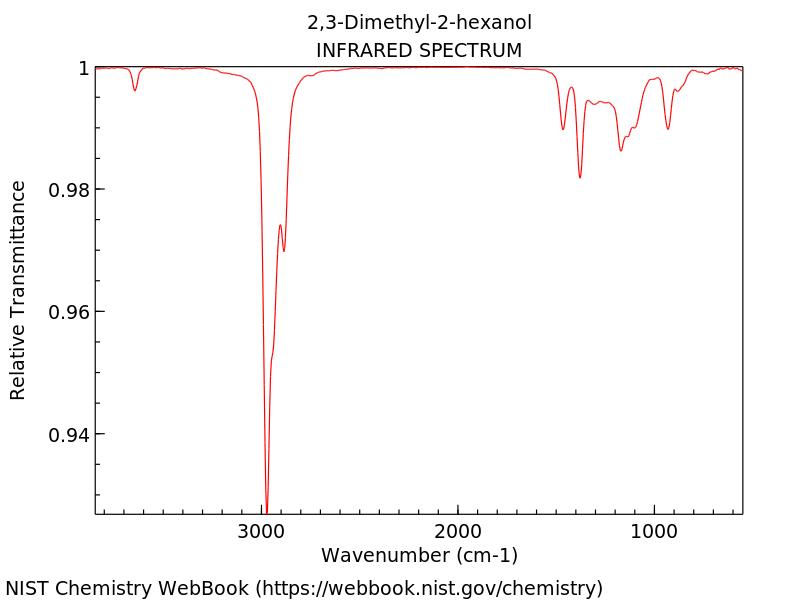 2,3-Dimethyl-2-hexanol
INFRARED SPECTRUM
1
0.98
0.96
0.94
Relative Transmittance
3000
2000
1000
Wavenumber (cm-1)
NIST Chemistry WebBook (https://webbook.nist.gov/chemistry)